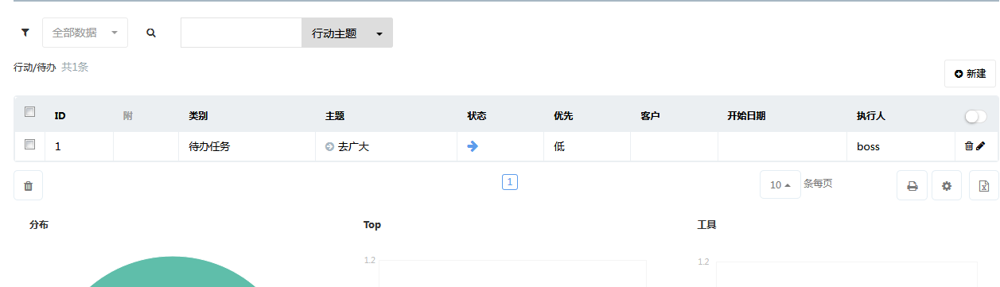 全部数据 行动主题
行动/待办 共1条
新建
ID 附 类别 主题 状态 优先 客户 开始日期 执行人
1 待办任务 去广大 低 boss
1 10 条每页
分布 Top 工具
1.2 1.2